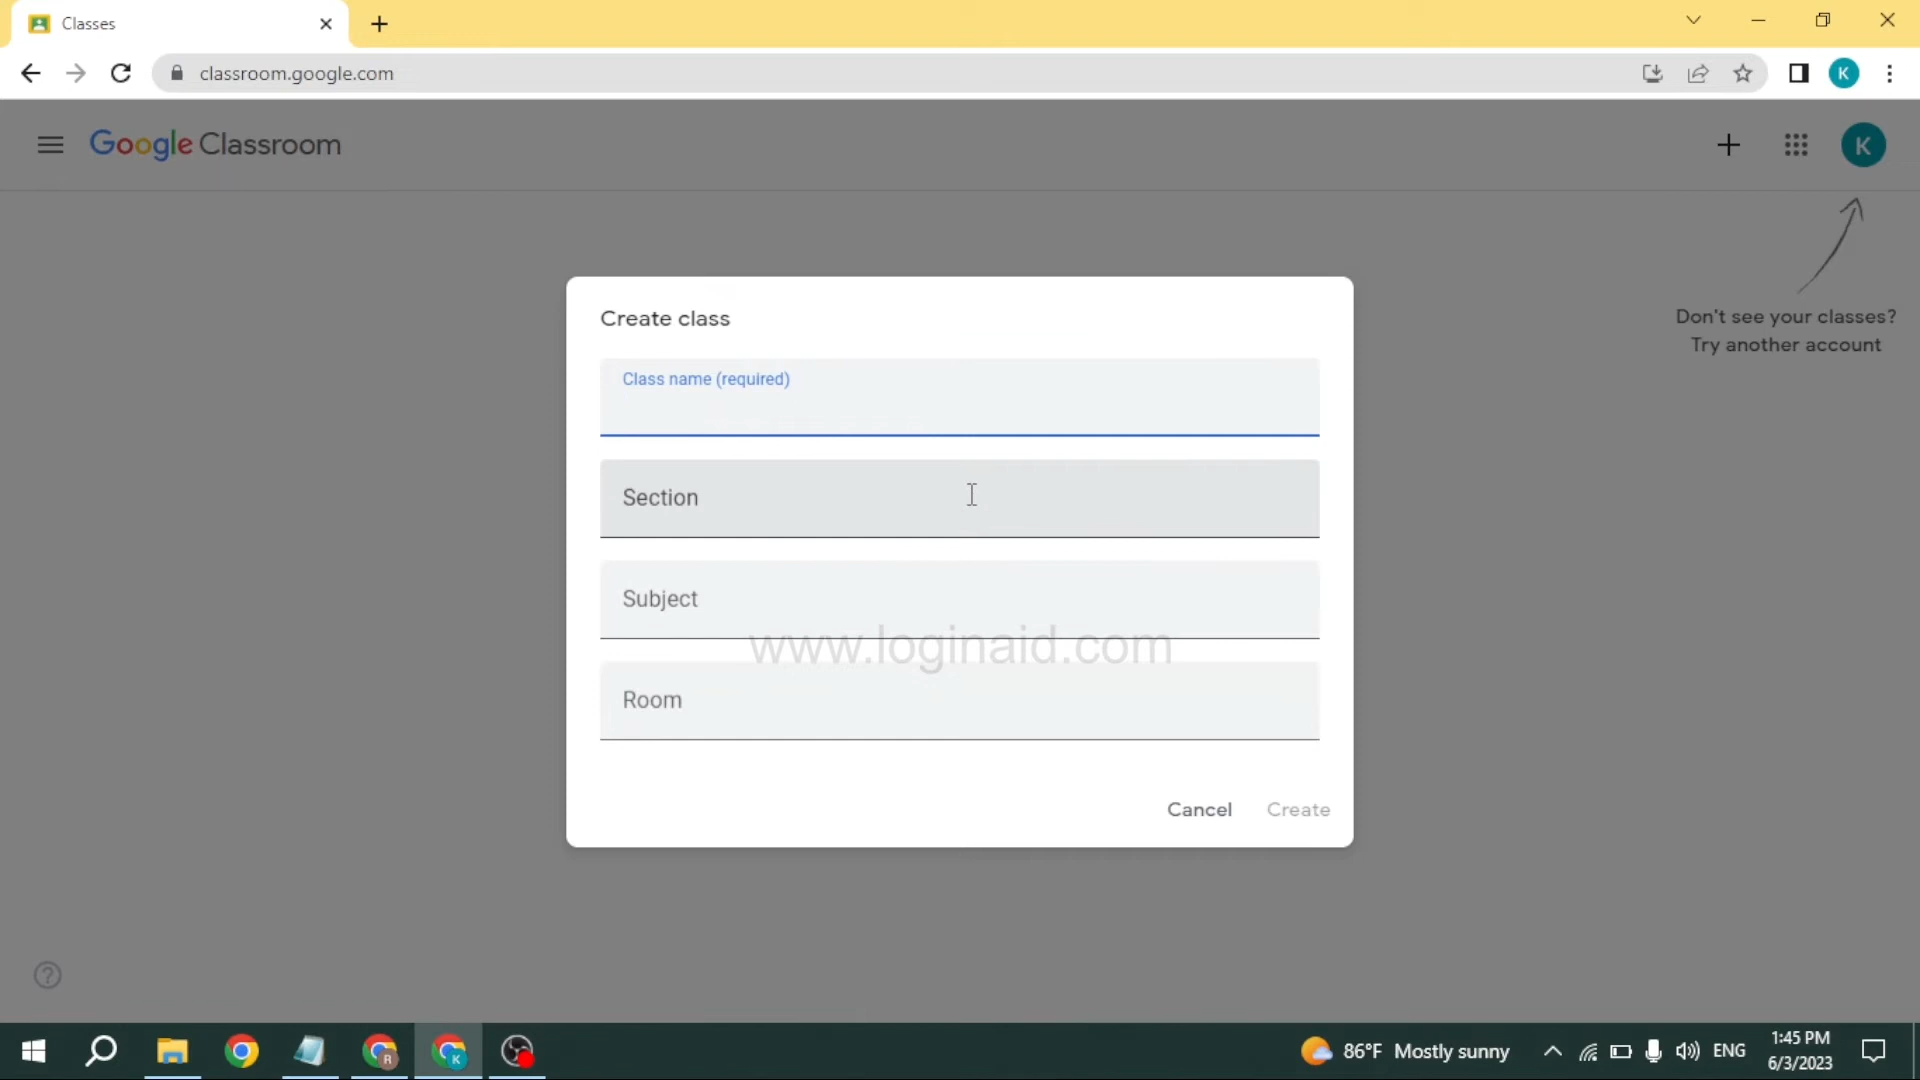 Classes
classroom.google.com
K
Google Classroom
K
Don't see your classes?
Try another account
Create class
Class name (required)
Section
Subject
www.loginaid.com
Room
Cancel
Create
R
K
86°F Mostly sunny
ENG
1:45 PM
6/3/2023